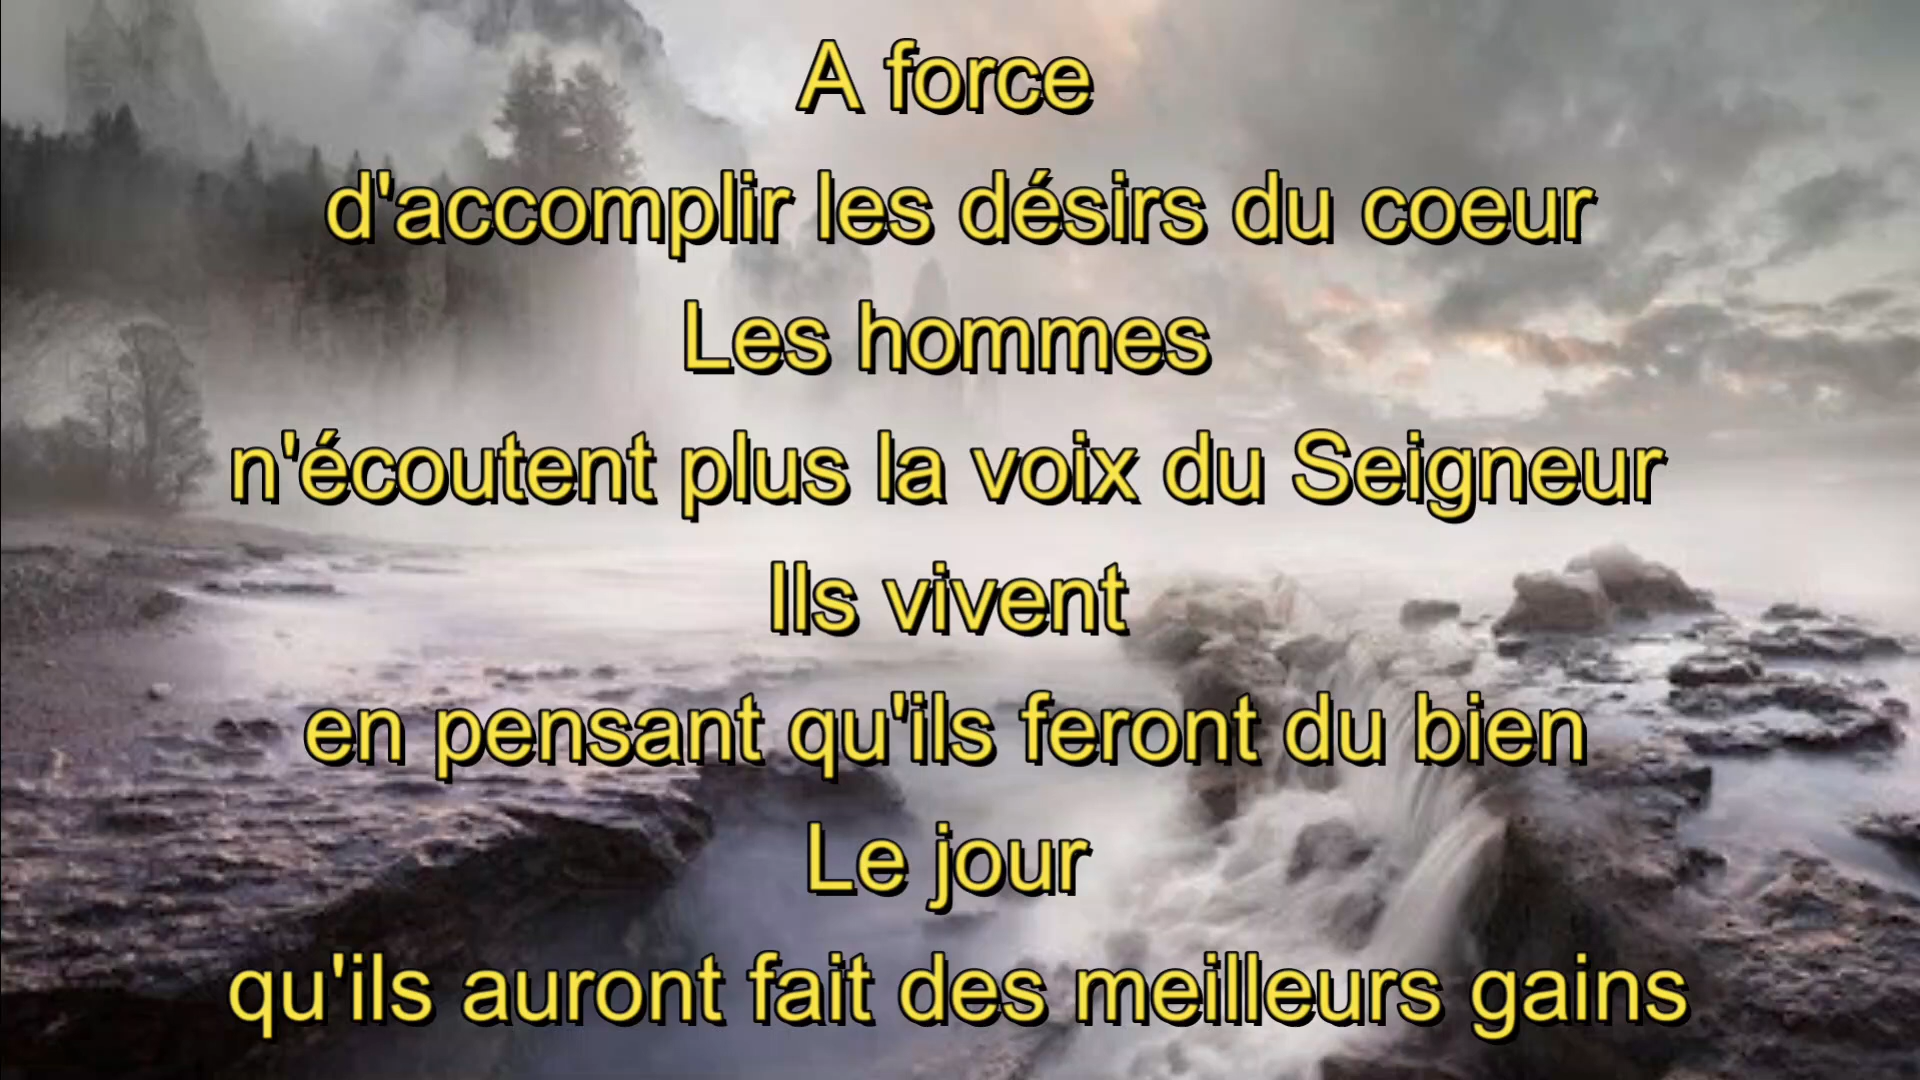 A force
d'accomplir les désirs du coeur
Les hommes
n'écoutent plus la voix du Seigneur
Ils vivent
en pensant qu'ils feront du bien
Le jour
qu'ils auront fait des meilleurs gains